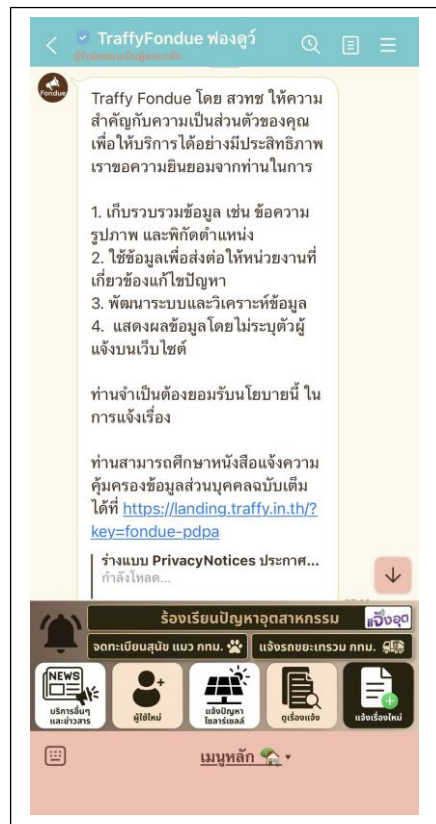 TraffyFondue ฟองดูว์
Fondue
Traffy Fondue โดย สวทช ให้ความ
สำคัญกับความเป็นส่วนตัวของคุณ
เพื่อให้บริการได้อย่างมีประสิทธิภาพ
เราขอความยินยอมจากท่านในการ
1. เก็บรวบรวมข้อมูล เช่น ข้อความ
รูปภาพ และพิกัดตำแหน่ง
2. ใช้ข้อมูลเพื่อส่งต่อให้หน่วยงานที่
เกี่ยวข้องแก้ไขปัญหา
3. พัฒนาระบบและวิเคราะห์ข้อมูล
4. แสดงผลข้อมูลโดยไม่ระบุตัวผู้
แจ้งบนเว็บไซต์
ท่านจำเป็นต้องยอมรับนโยบายนี้ ใน
การแจ้งเรื่อง
ท่านสามารถศึกษาหนังสือแจ้งความ
คุ้มครองข้อมูลส่วนบุคคลฉบับเต็ม
ได้ที่ https://landing.traffy.in.th/?
key=fondue-pdpa
ร่างแบบ PrivacyNotices ประกาศ...
กำลังโหลด...
ร้องเรียนปัญหาอุตสาหกรรม
แจ้งอุต
จดทะเบียนสุนัข แมว กทม.
แจ้งรถขยะเทรวม กทม.
NEWS
บริการอื่นๆ
และข่าวสาร
ผู้ใช้ใหม่
แจ้งปัญหา
โซลาร์เซลล์
ดูเรื่องแจ้ง
แจ้งเรื่องใหม่
เมนูหลัก